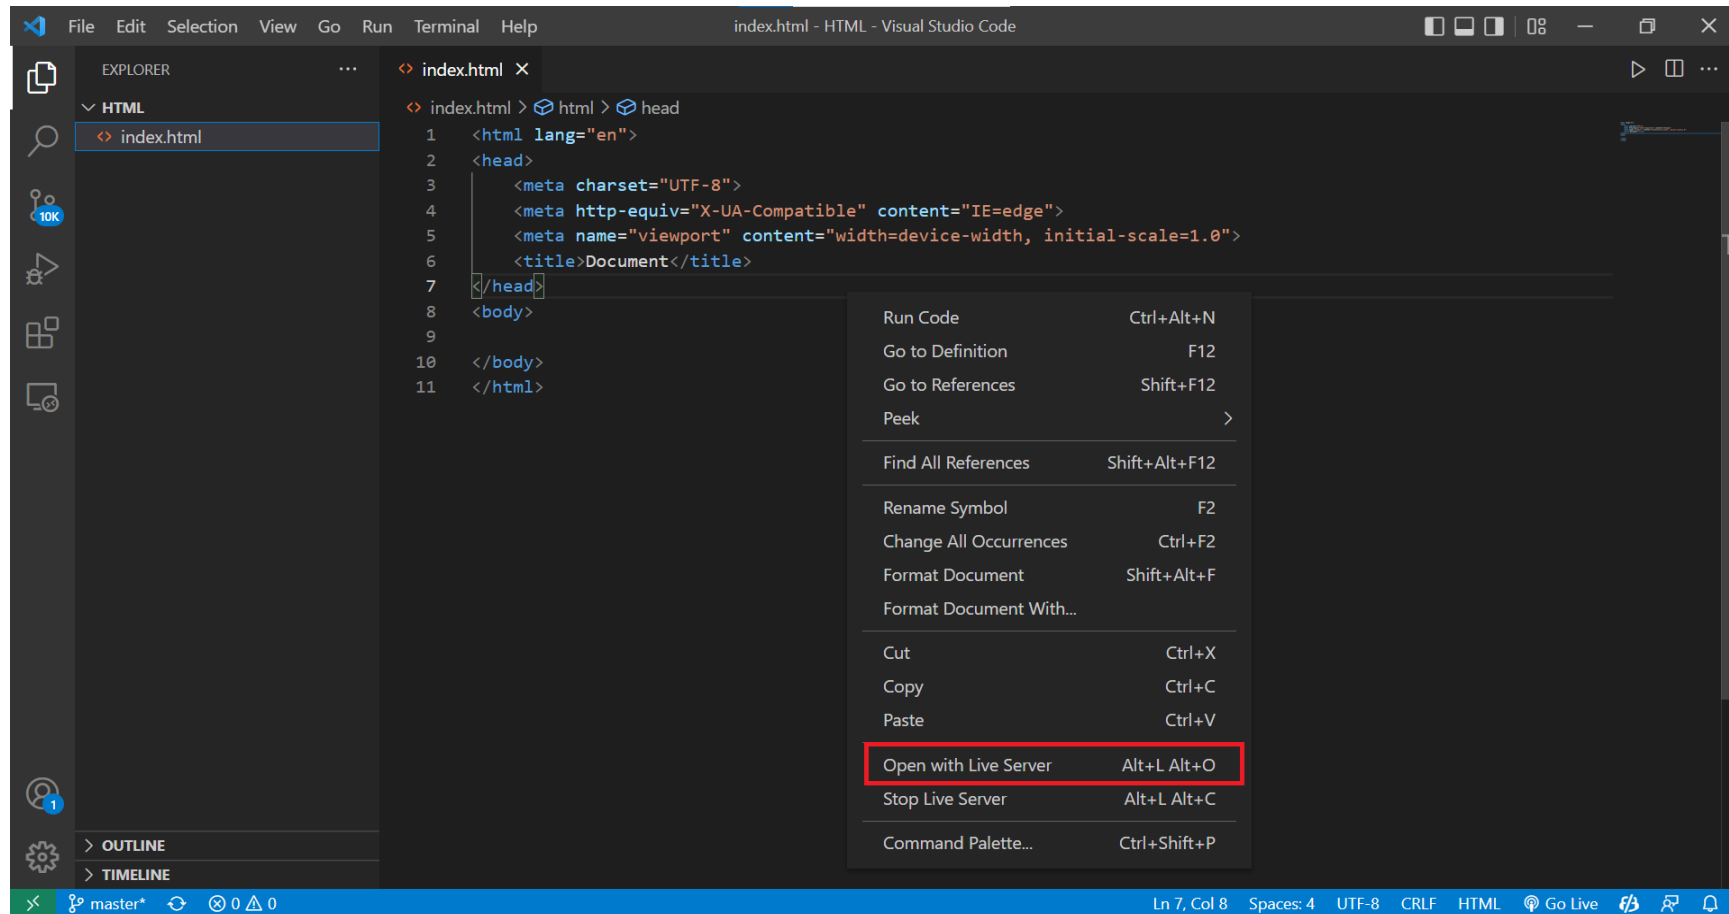 File Edit Selection View Go Run Terminal Help index.html - HTML - Visual Studio Code
EXPLORER
HTML
index.html
10K
1
OUTLINE
TIMELINE
index.html
index.html > html > head
1 <html lang="en">
2 <head>
3 <meta charset="UTF-8">
4 <meta http-equiv="X-UA-Compatible" content="IE=edge">
5 <meta name="viewport" content="width=device-width, initial-scale=1.0">
6 <title>Document</title>
7 </head>
8 <body>
9
10 </body>
11 </html>
Run Code Ctrl+Alt+N
Go to Definition F12
Go to References Shift+F12
Peek
Find All References Shift+Alt+F12
Rename Symbol F2
Change All Occurrences Ctrl+F2
Format Document Shift+Alt+F
Format Document With...
Cut Ctrl+X
Copy Ctrl+C
Paste Ctrl+V
Open with Live Server Alt+L Alt+O
Stop Live Server Alt+L Alt+C
Command Palette... Ctrl+Shift+P
master* 0 0 Ln 7, Col 8 Spaces: 4 UTF-8 CRLF HTML Go Live